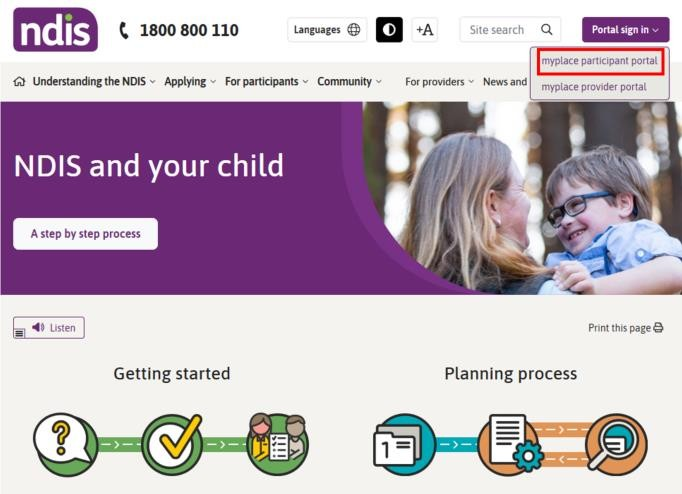 ndis
1800 800 110
Languages
+A
Site search
Portal sign in
myplace participant portal
myplace provider portal
Understanding the NDIS
Applying
For participants
Community
For providers
News and
NDIS and your child
A step by step process
Listen
Print this page
Getting started
Planning process
?
1